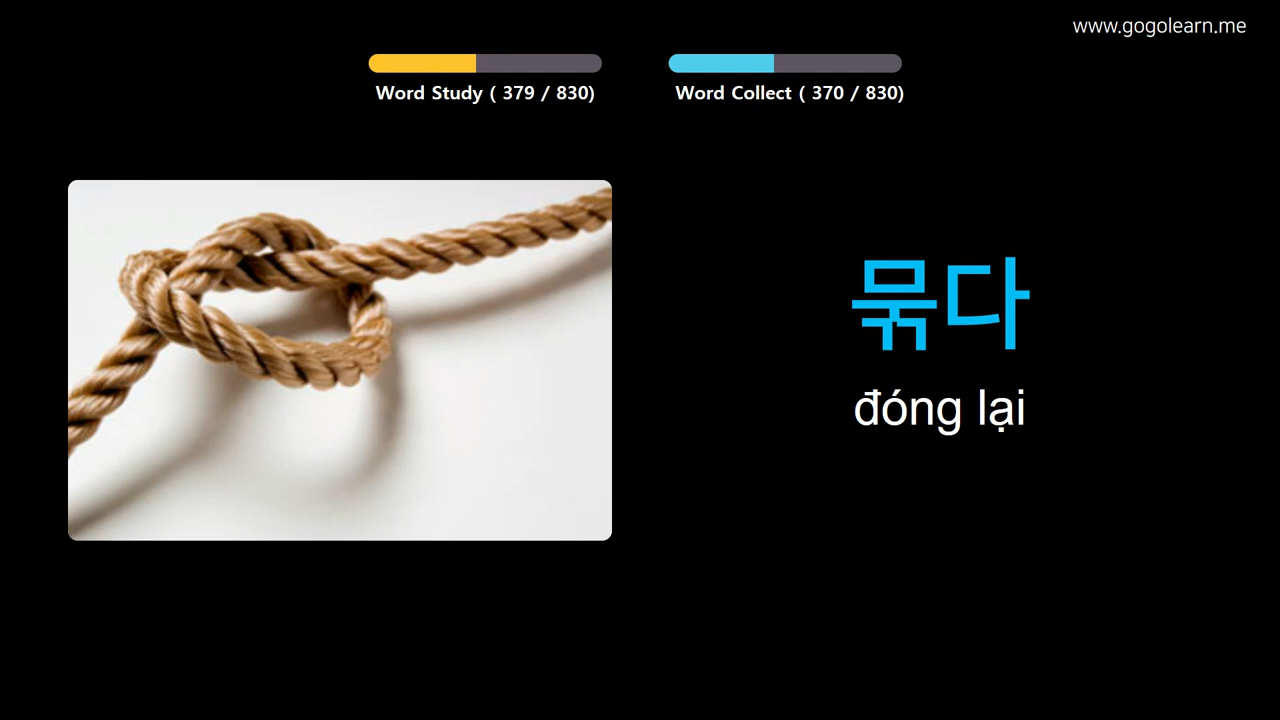 www.gogolearn.me
Word Study ( 379 / 830)
Word Collect ( 370 / 830)
묶다
đóng lại